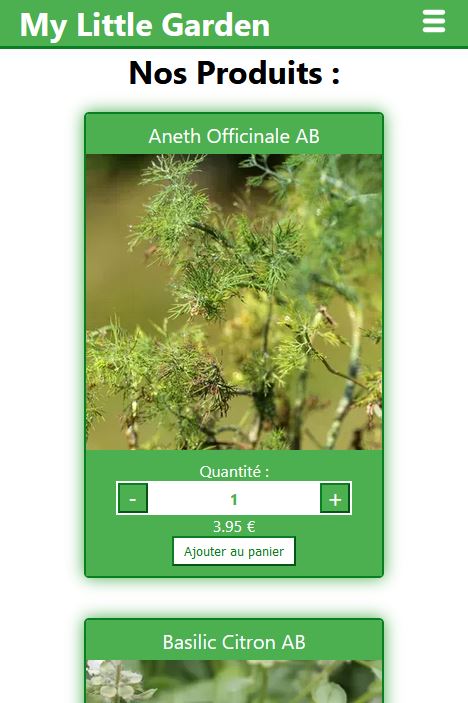 My Little Garden
Nos Produits :
Aneth Officinale AB
Quantité :
- 1 +
3.95 €
Ajouter au panier
Basilic Citron AB